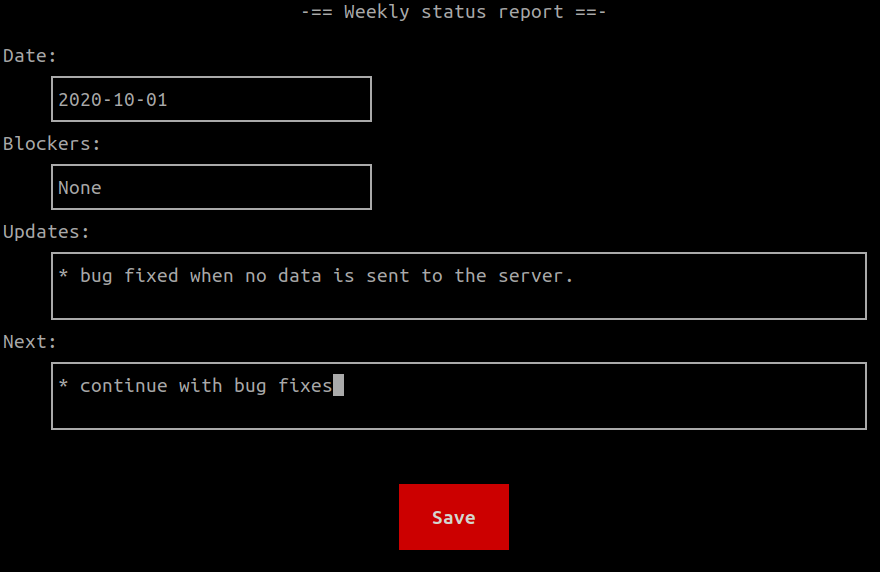 -== Weekly status report ==-
Date:
2020-10-01
Blockers:
None
Updates:
* bug fixed when no data is sent to the server.
Next:
* continue with bug fixes
Save